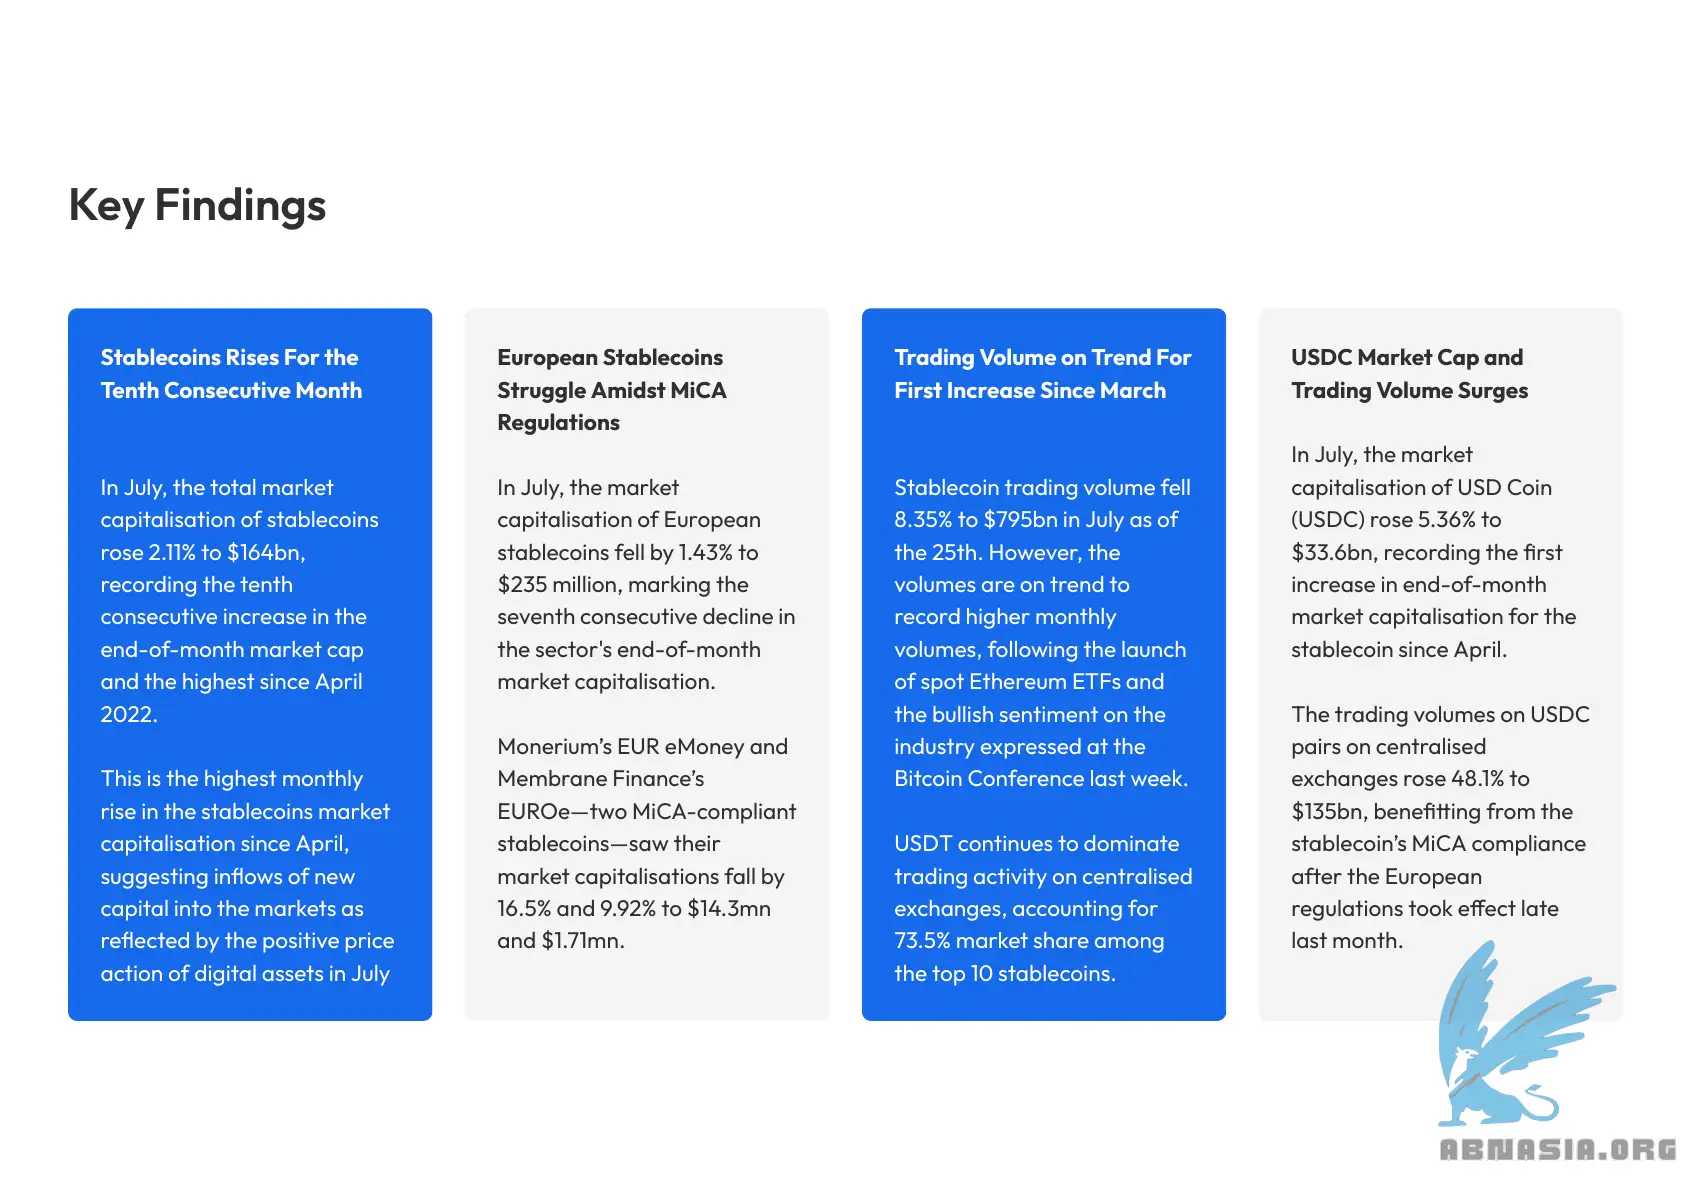 Key Findings
Stablecoins Rises For the
Tenth Consecutive Month
In July, the total market
capitalisation of stablecoins
rose 2.11% to $164bn,
recording the tenth
consecutive increase in the
end-of-month market cap
and the highest since April
2022.
This is the highest monthly
rise in the stablecoins market
capitalisation since April,
suggesting inflows of new
capital into the markets as
reflected by the positive price
action of digital assets in July
European Stablecoins
Struggle Amidst MiCA
Regulations
In July, the market
capitalisation of European
stablecoins fell by 1.43% to
$235 million, marking the
seventh consecutive decline in
the sector's end-of-month
market capitalisation.
Monerium’s EUR eMoney and
Membrane Finance’s
EUROe—two MiCA-compliant
stablecoins—saw their
market capitalisations fall by
16.5% and 9.92% to $14.3mn
and $1.71mn.
Trading Volume on Trend For
First Increase Since March
Stablecoin trading volume fell
8.35% to $795bn in July as of
the 25th. However, the
volumes are on trend to
record higher monthly
volumes, following the launch
of spot Ethereum ETFs and
the bullish sentiment on the
industry expressed at the
Bitcoin Conference last week.
USDT continues to dominate
trading activity on centralised
exchanges, accounting for
73.5% market share among
the top 10 stablecoins.
USDC Market Cap and
Trading Volume Surges
In July, the market
capitalisation of USD Coin
(USDC) rose 5.36% to
$33.6bn, recording the first
increase in end-of-month
market capitalisation for the
stablecoin since April.
The trading volumes on USDC
pairs on centralised
exchanges rose 48.1% to
$135bn, benefitting from the
stablecoin’s MiCA compliance
after the European
regulations took effect late
last month.
ABNASIA.ORG